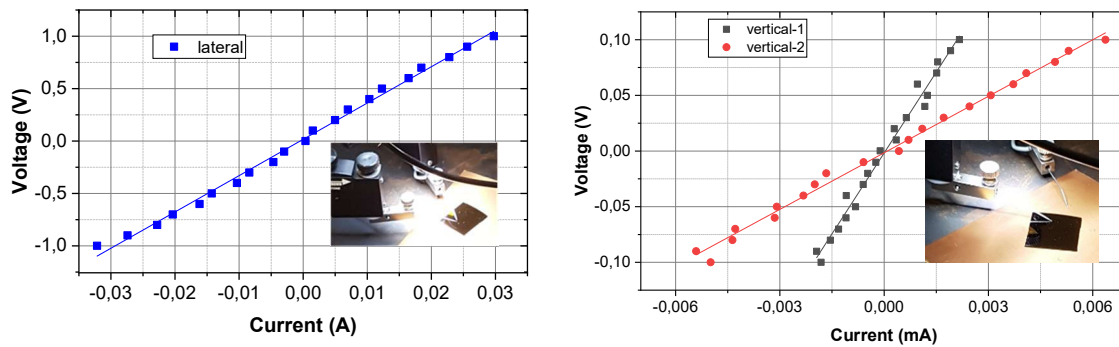 lateral
1,0
0,5
0,0
-0,5
-1,0
Voltage (V)
-0,03 -0,02 -0,01 0,00 0,01 0,02 0,03
Current (A)
vertical-1
vertical-2
0,10
0,05
0,00
-0,05
-0,10
Voltage (V)
-0,006 -0,003 0,000 0,003 0,006
Current (mA)